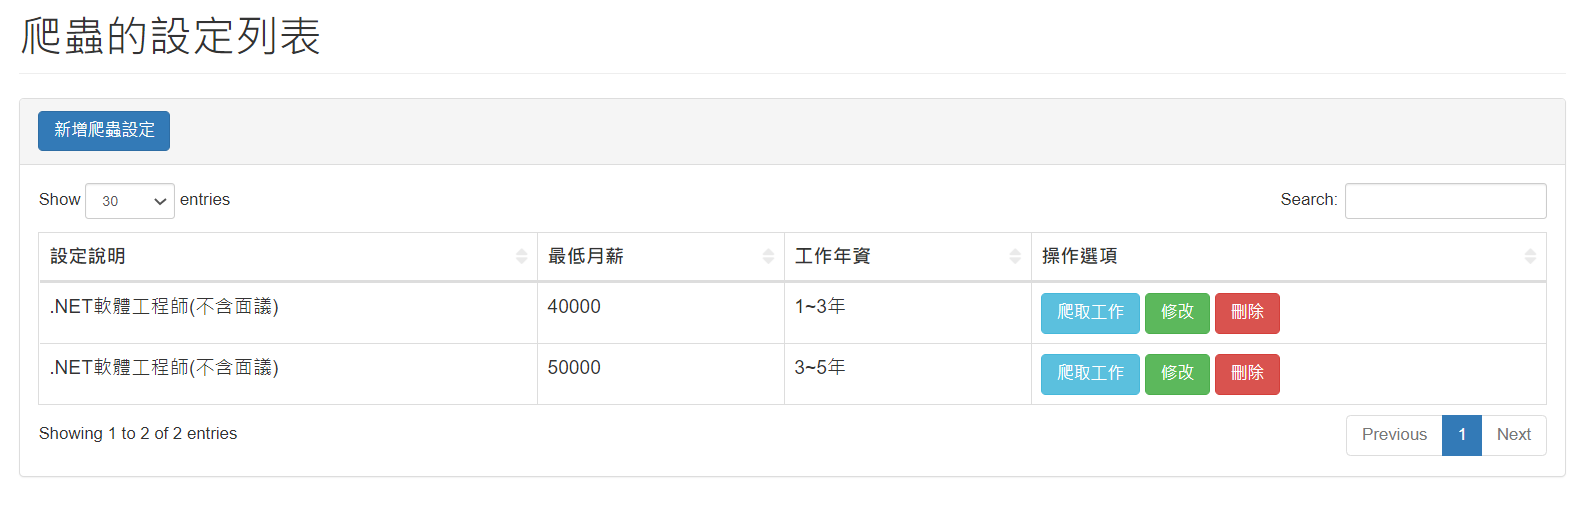 爬蟲的設定列表
新增爬蟲設定
Show 30 entries Search:
設定說明 最低月薪 工作年資 操作選項
.NET軟體工程師(不含面議) 40000 1~3年 爬取工作 修改 刪除
.NET軟體工程師(不含面議) 50000 3~5年 爬取工作 修改 刪除
Showing 1 to 2 of 2 entries Previous 1 Next